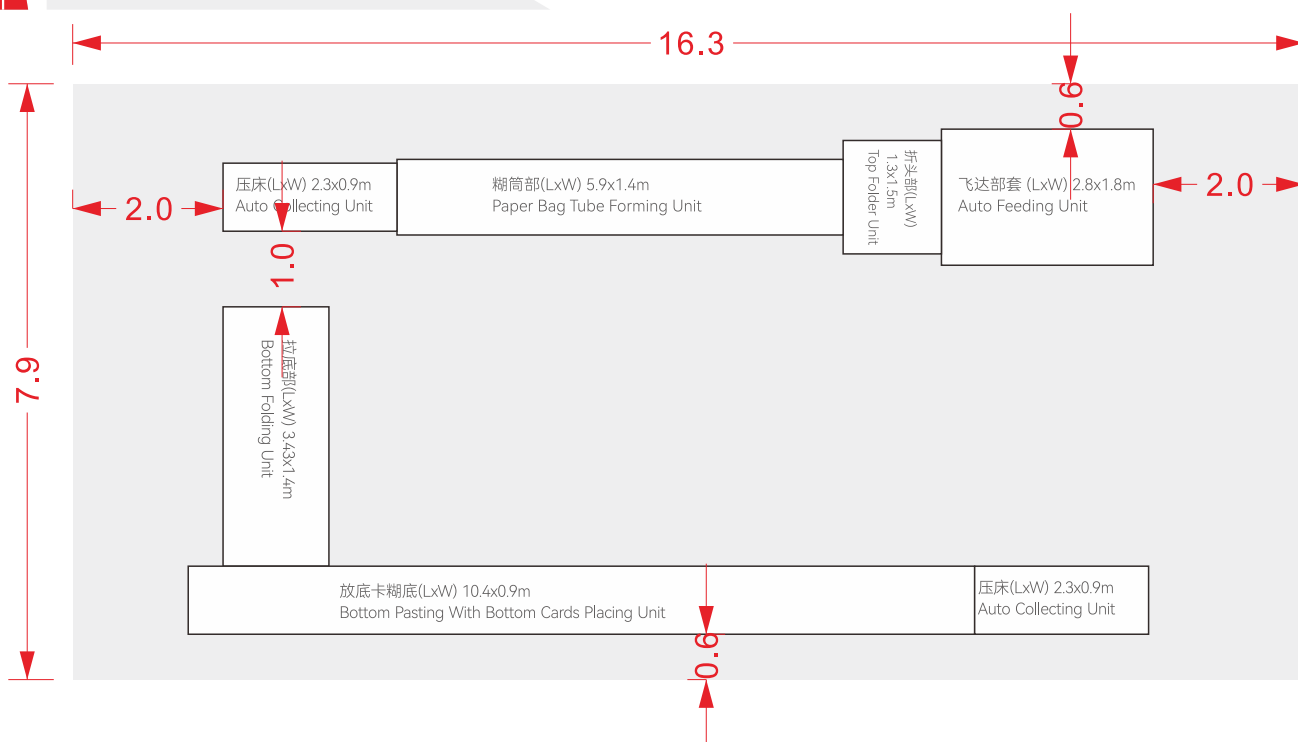 16.3
0.6
7.9
2.0
压床(LxW) 2.3x0.9m
Auto Collecting Unit
糊筒部(LxW) 5.9x1.4m
Paper Bag Tube Forming Unit
折头部(LxW)
1.3x1.5m
Top Folder Unit
飞达部套 (LxW) 2.8x1.8m
Auto Feeding Unit
2.0
1.0
拉底部(LxW) 3.43x1.4m
Bottom Folding Unit
放底卡糊底(LxW) 10.4x0.9m
Bottom Pasting With Bottom Cards Placing Unit
压床(LxW) 2.3x0.9m
Auto Collecting Unit
0.6